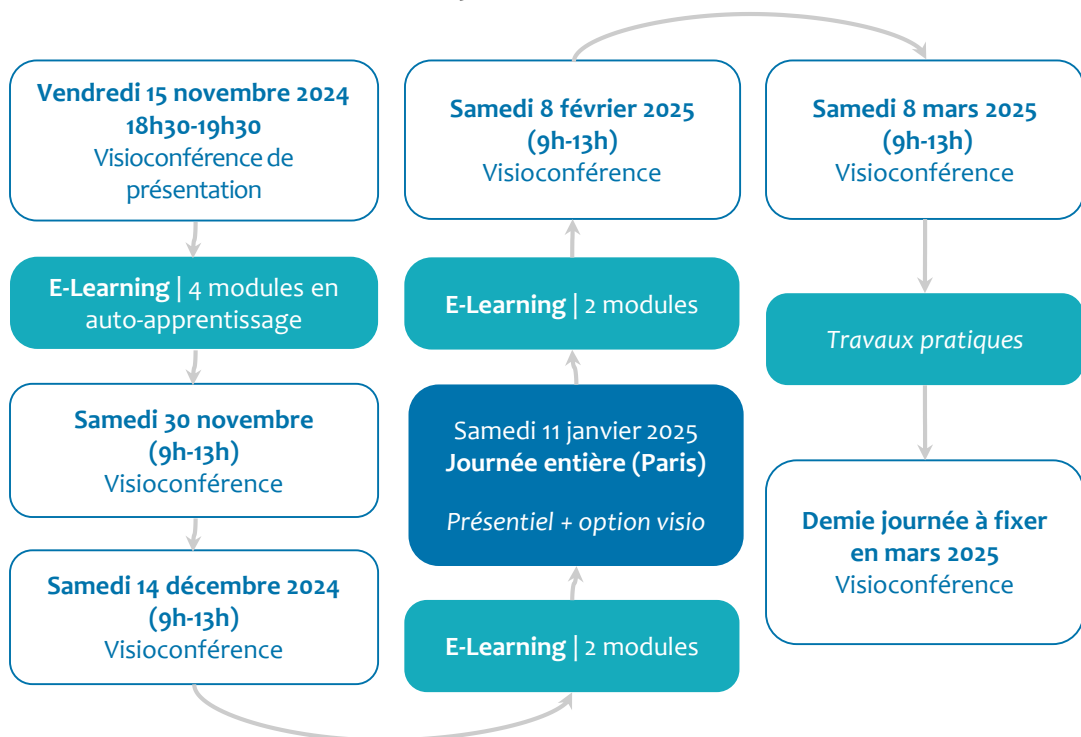 Vendredi 15 novembre 2024
18h30-19h30
Visioconférence de
présentation
E-Learning | 4 modules en
auto-apprentissage
Samedi 30 novembre
(9h-13h)
Visioconférence
Samedi 14 décembre 2024
(9h-13h)
Visioconférence
E-Learning | 2 modules
Samedi 11 janvier 2025
Journée entière (Paris)
Présentiel + option visio
E-Learning | 2 modules
Samedi 8 février 2025
(9h-13h)
Visioconférence
Samedi 8 mars 2025
(9h-13h)
Visioconférence
Travaux pratiques
Demie journée à fixer
en mars 2025
Visioconférence